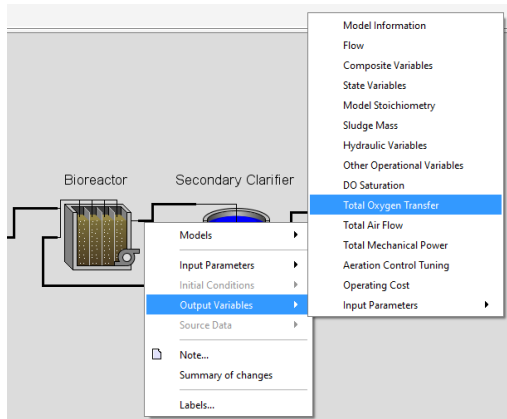 Bioreactor
Secondary Clarifier
Models
Input Parameters
Initial Conditions
Output Variables
Source Data
Note...
Summary of changes
Labels...
Model Information
Flow
Composite Variables
State Variables
Model Stoichiometry
Sludge Mass
Hydraulic Variables
Other Operational Variables
DO Saturation
Total Oxygen Transfer
Total Air Flow
Total Mechanical Power
Aeration Control Tuning
Operating Cost
Input Parameters